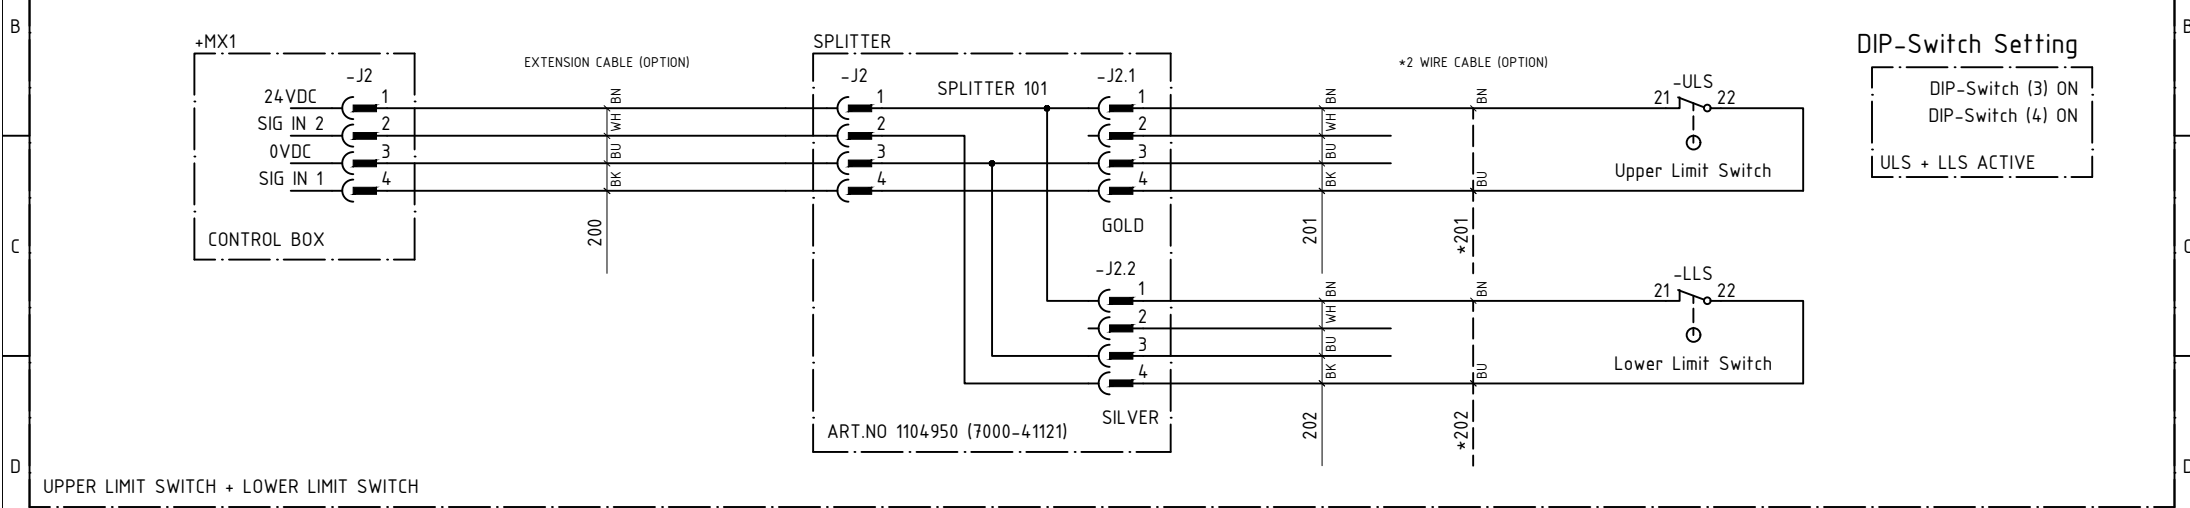 B
B
+MX1
SPLITTER
DIP-Switch Setting
EXTENSION CABLE (OPTION)
*2 WIRE CABLE (OPTION)
-J2
-J2
SPLITTER 101
-J2.1
-ULS
DIP-Switch (3) ON
24VDC
1
BN
1
1
BN
BN
21
22
DIP-Switch (4) ON
SIG IN 2
2
WH
2
2
WH
0VDC
3
BU
3
3
BU
ULS + LLS ACTIVE
SIG IN 1
4
BK
4
4
BK
BU
Upper Limit Switch
GOLD
C
CONTROL BOX
200
201
*201
C
-J2.2
-LLS
1
BN
BN
21
22
2
WH
3
BU
4
BK
BU
Lower Limit Switch
SILVER
ART.NO 1104950 (7000-41121)
202
*202
D
D
UPPER LIMIT SWITCH + LOWER LIMIT SWITCH